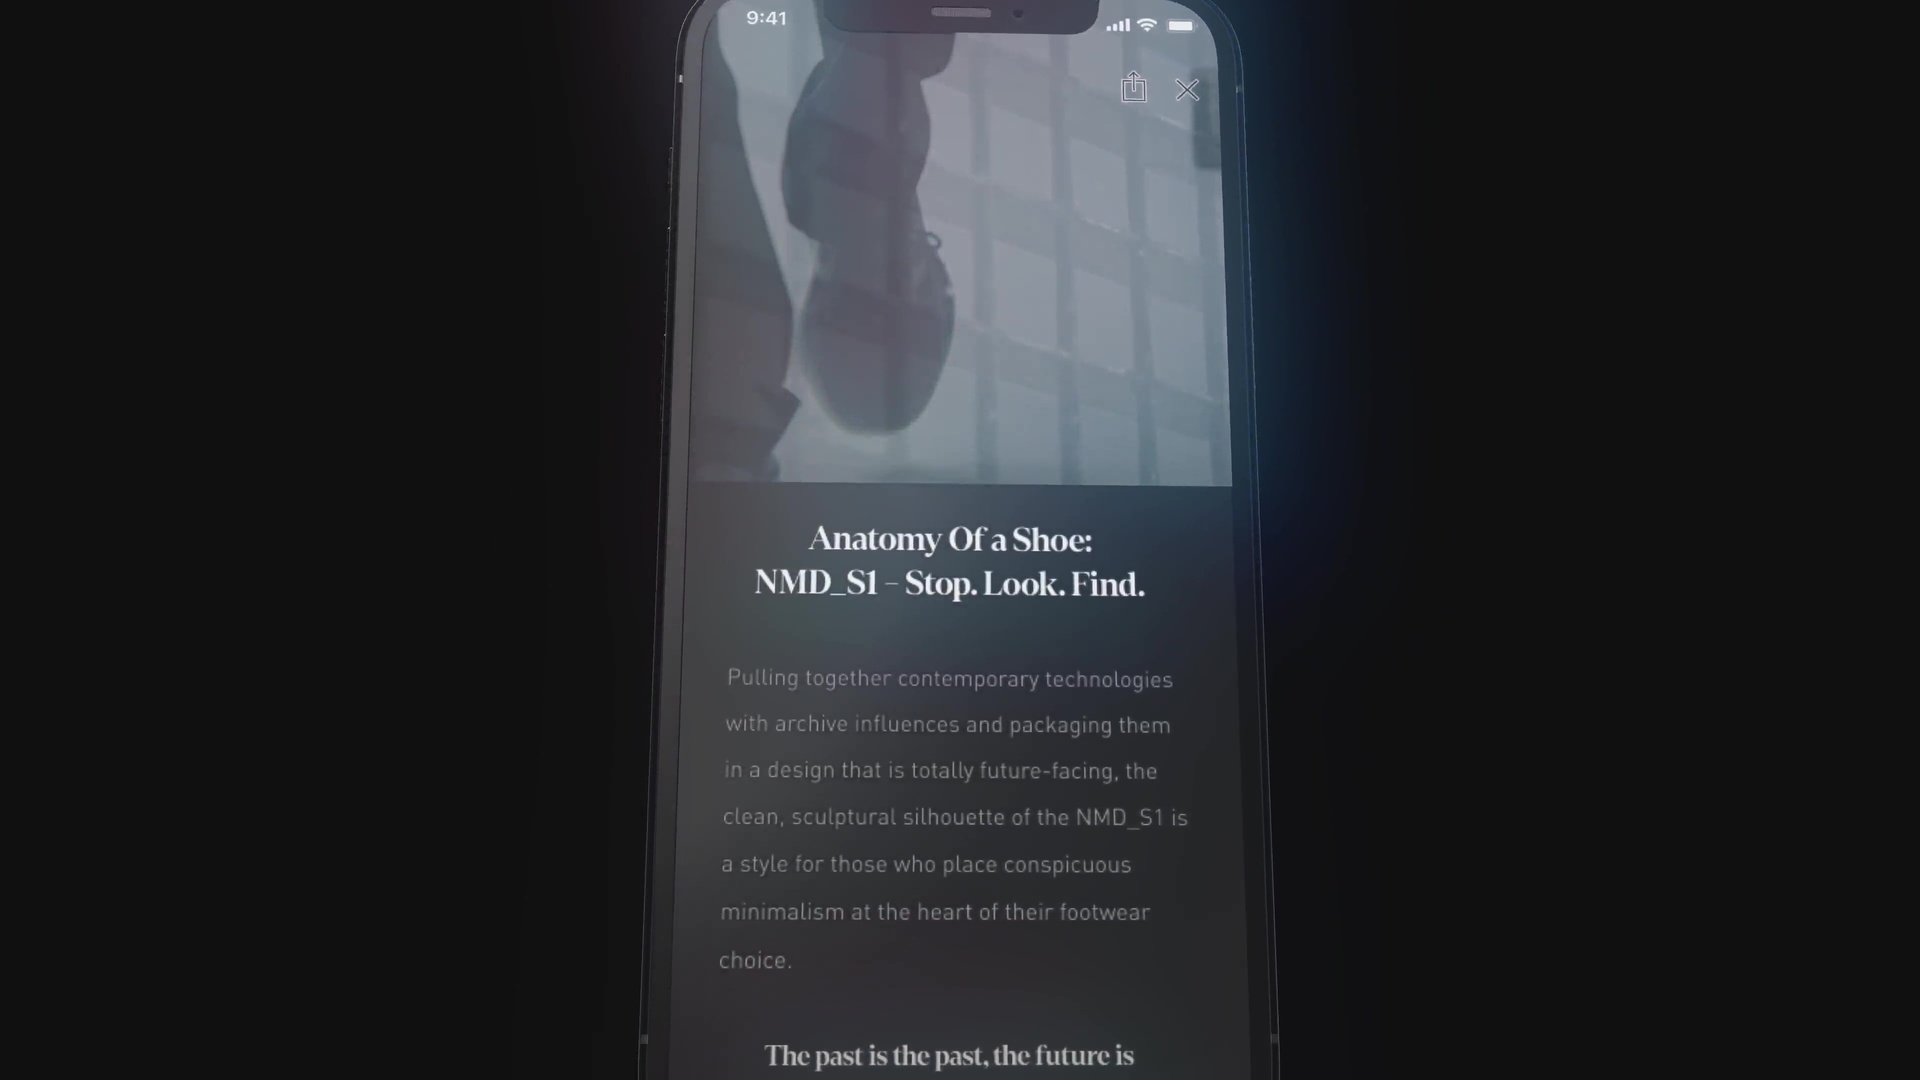 9:41
Anatomy Of a Shoe:
NMD_S1 – Stop. Look. Find.
Pulling together contemporary technologies
with archive influences and packaging them
in a design that is totally future-facing, the
clean, sculptural silhouette of the NMD_S1 is
a style for those who place conspicuous
minimalism at the heart of their footwear
choice.
The past is the past, the future is